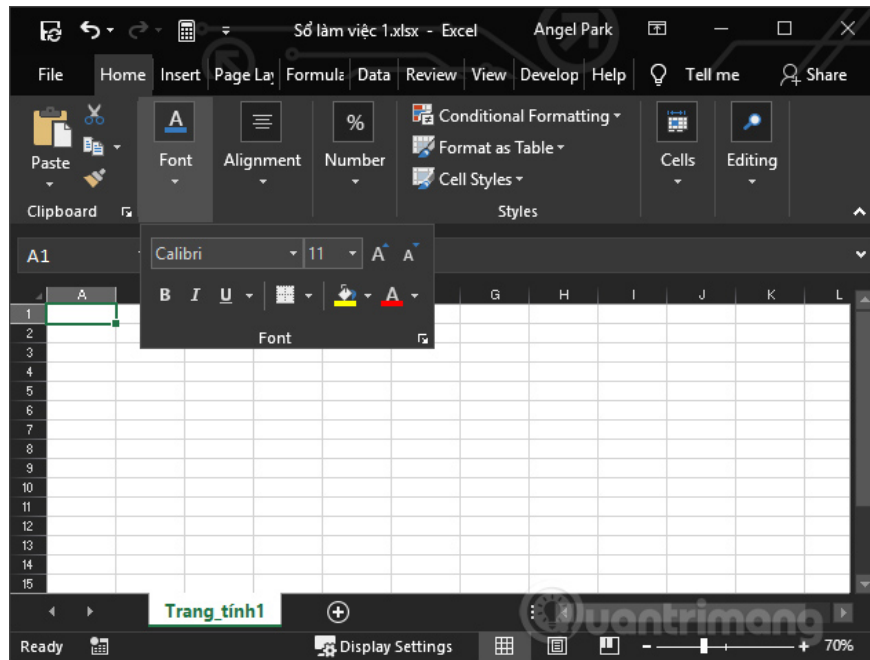 Sổ làm việc 1.xlsx - Excel Angel Park
File Home Insert Page Lay Formula Data Review View Develop Help Tell me Share
Paste
Clipboard
A
Font
Alignment
%
Number
Conditional Formatting
Format as Table
Cell Styles
Styles
Cells
Editing
A1
Calibri 11 A A
B I U A
Font
A G H I J K L
1
2
3
4
5
6
7
8
9
10
11
12
13
14
15
Trang_tính1
Quantrimang
Ready Display Settings 70%